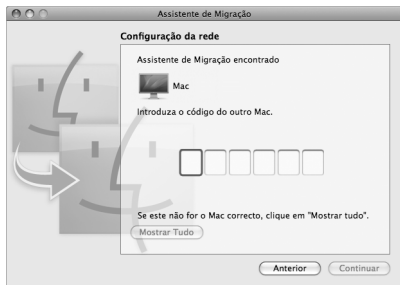 Assistente de Migração
Configuração da rede
Assistente de Migração encontrado
Mac
Introduza o código do outro Mac.
Se este não for o Mac correcto, clique em "Mostrar tudo".
Mostrar Tudo
Anterior
Continuar